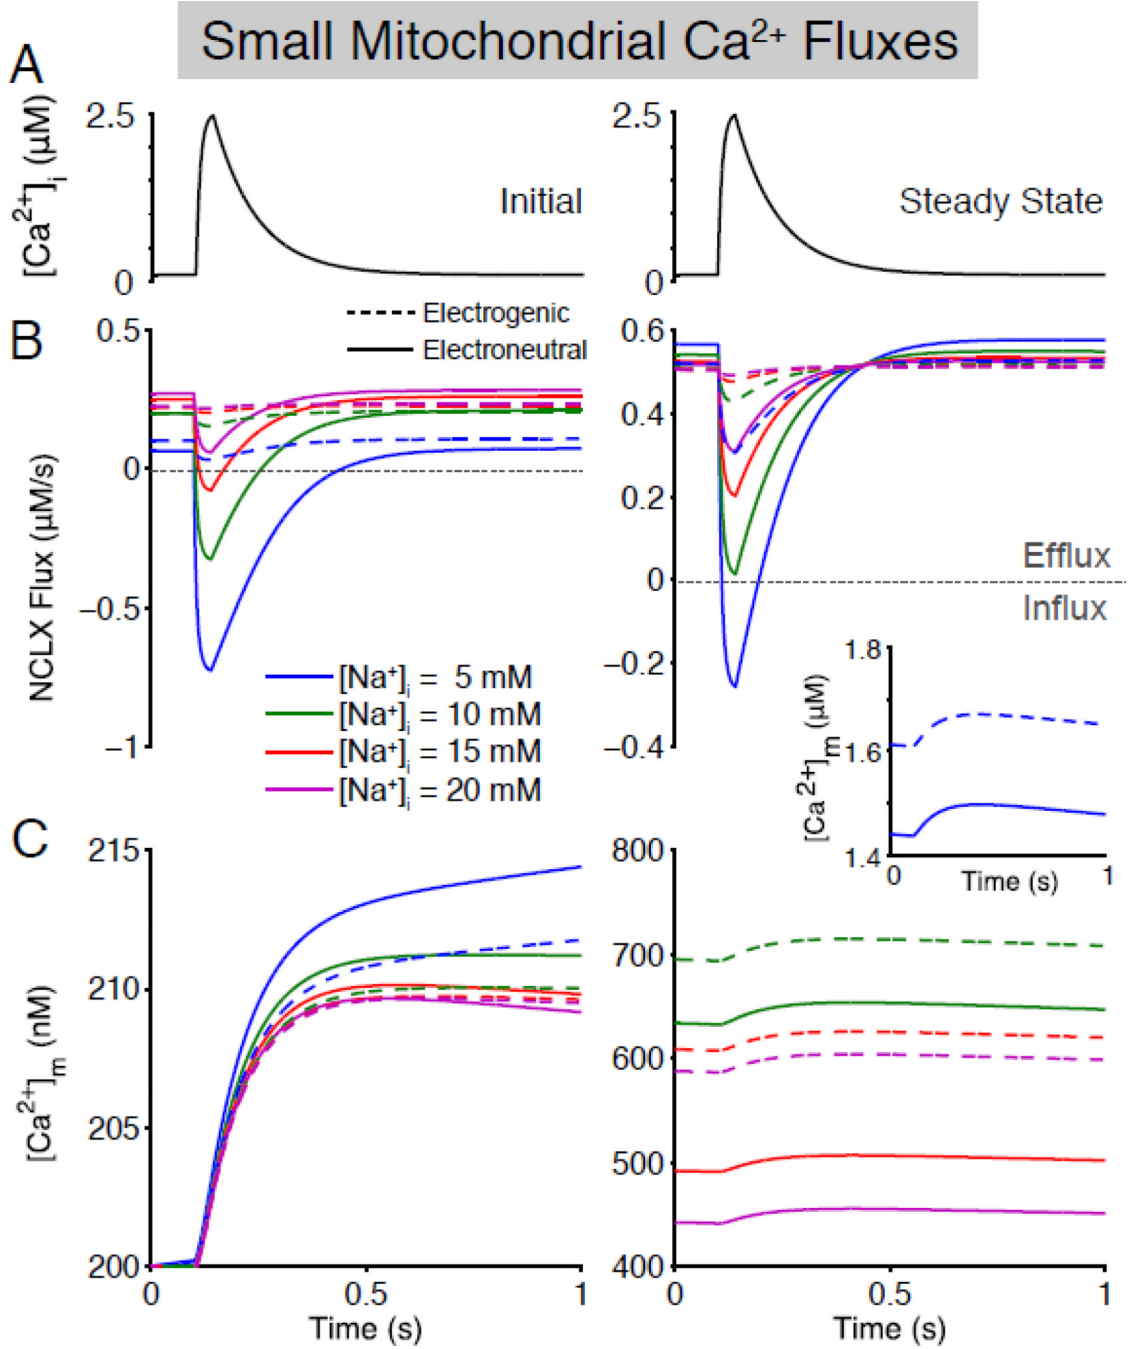 Small Mitochondrial Ca²⁺ Fluxes
A
[Ca²⁺]ᵢ (µM)
2.5
0
Initial
2.5
0
Steady State
B
NCLX Flux (µM/s)
0.5
0
−0.5
−1
Electrogenic
Electroneutral
[Na⁺]ᵢ = 5 mM
[Na⁺]ᵢ = 10 mM
[Na⁺]ᵢ = 15 mM
[Na⁺]ᵢ = 20 mM
0.6
0.4
0.2
0
−0.2
−0.4
Efflux
Influx
[Ca²⁺]ₘ (µM)
1.8
1.6
1.4
0
1
Time (s)
C
[Ca²⁺]ₘ (nM)
215
210
205
200
0
0.5
1
Time (s)
800
700
600
500
400
0
0.5
1
Time (s)